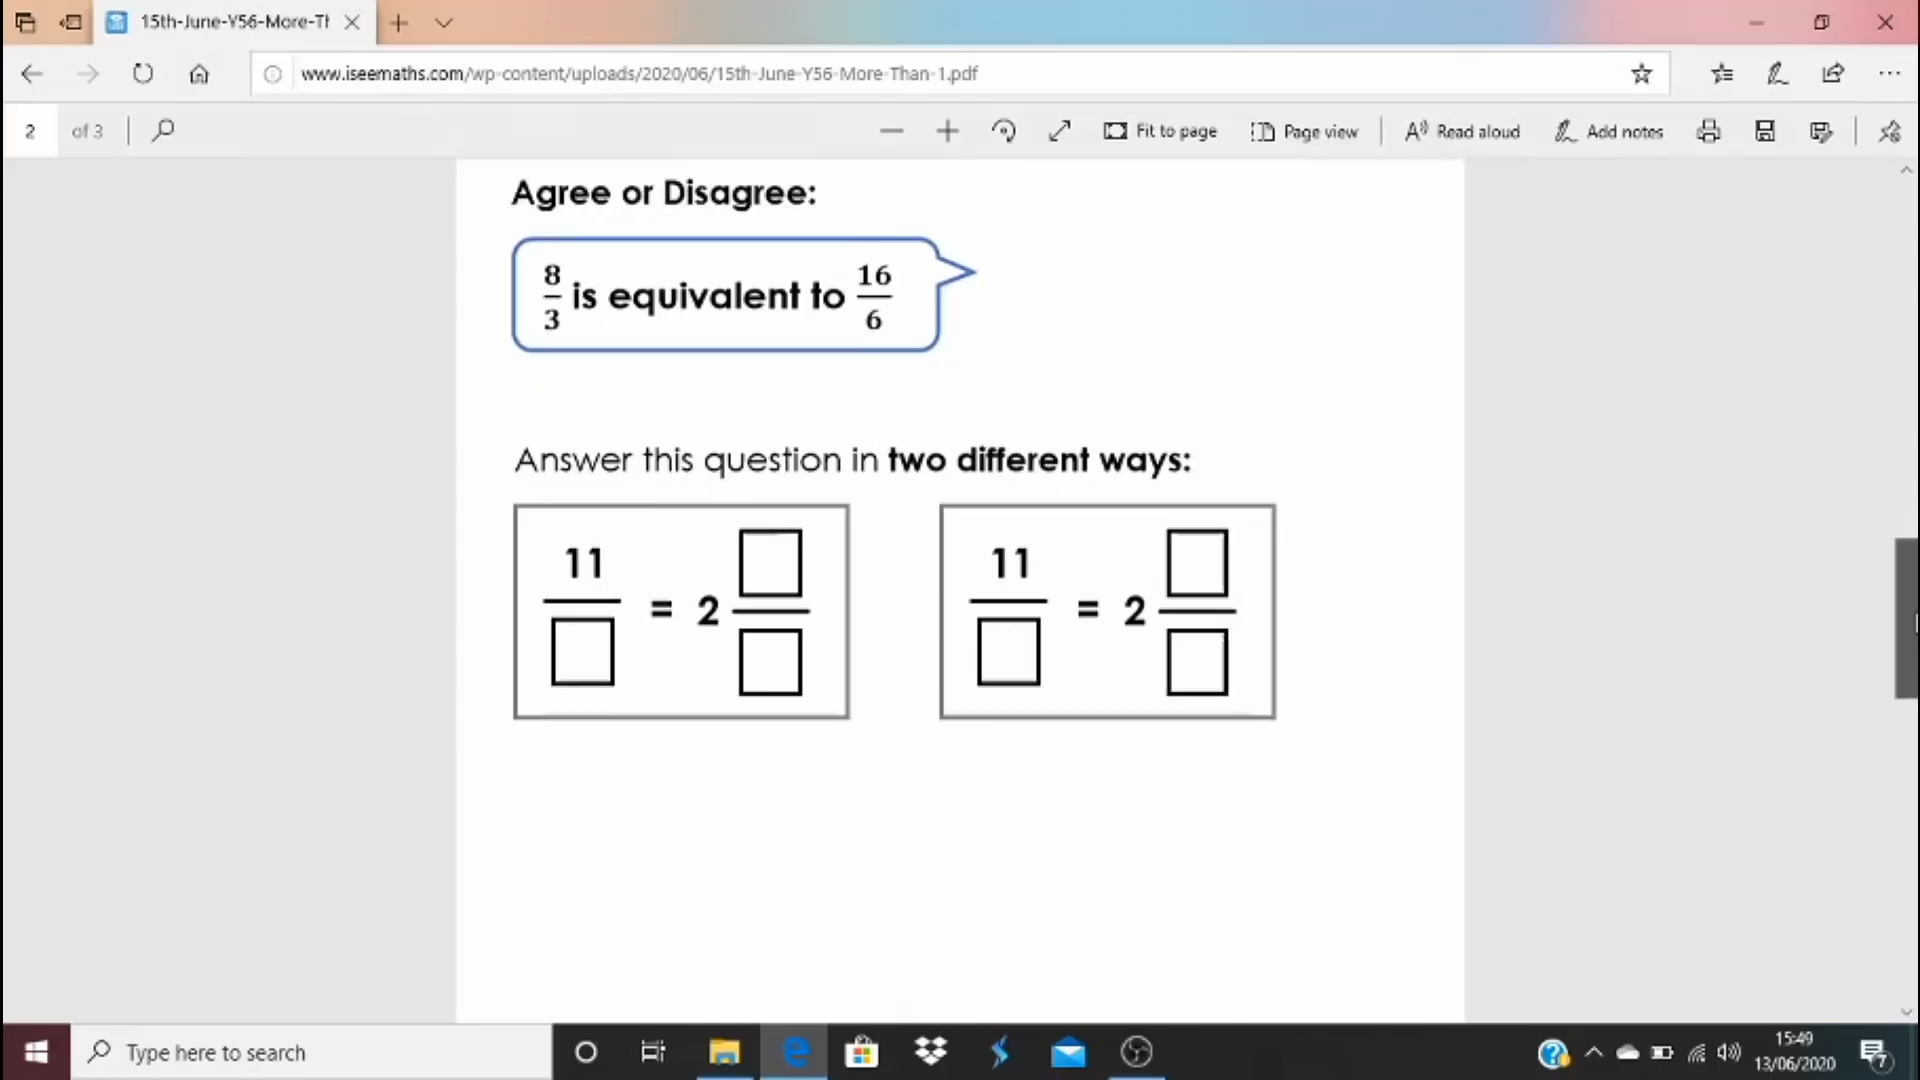 15th-June-Y56-More-Th
www.iseemaths.com/wp-content/uploads/2020/06/15th-June-Y56-More-Than-1.pdf
2 of 3 Fit to page Page view Read aloud Add notes
Agree or Disagree:
8/3 is equivalent to 16/6
Answer this question in two different ways:
11/□ = 2 □/□ 11/□ = 2 □/□
Type here to search
15:49
13/06/2020
7